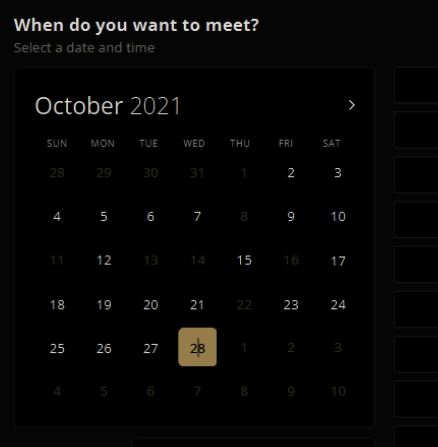 When do you want to meet?
Select a date and time
October 2021
SUN MON TUE WED THU FRI SAT
28 29 30 31 1 2 3
4 5 6 7 8 9 10
11 12 13 14 15 16 17
18 19 20 21 22 23 24
25 26 27 28 1 2 3
4 5 6 7 8 9 10